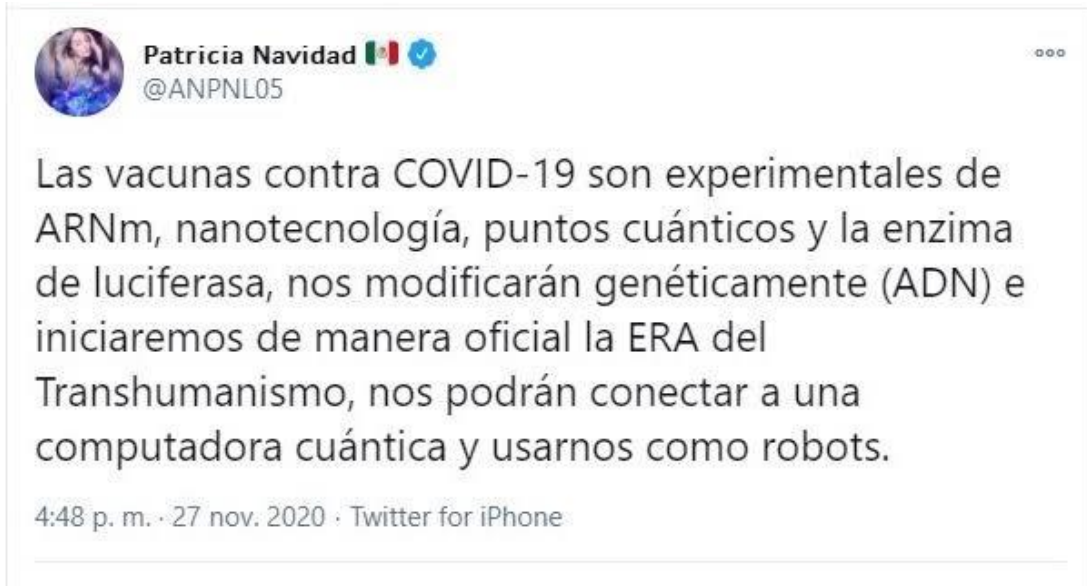 Patricia Navidad 🇲🇽
@ANPNL05
Las vacunas contra COVID-19 son experimentales de
ARNm, nanotecnología, puntos cuánticos y la enzima
de luciferasa, nos modificarán genéticamente (ADN) e
iniciaremos de manera oficial la ERA del
Transhumanismo, nos podrán conectar a una
computadora cuántica y usarnos como robots.
4:48 p. m. · 27 nov. 2020 · Twitter for iPhone